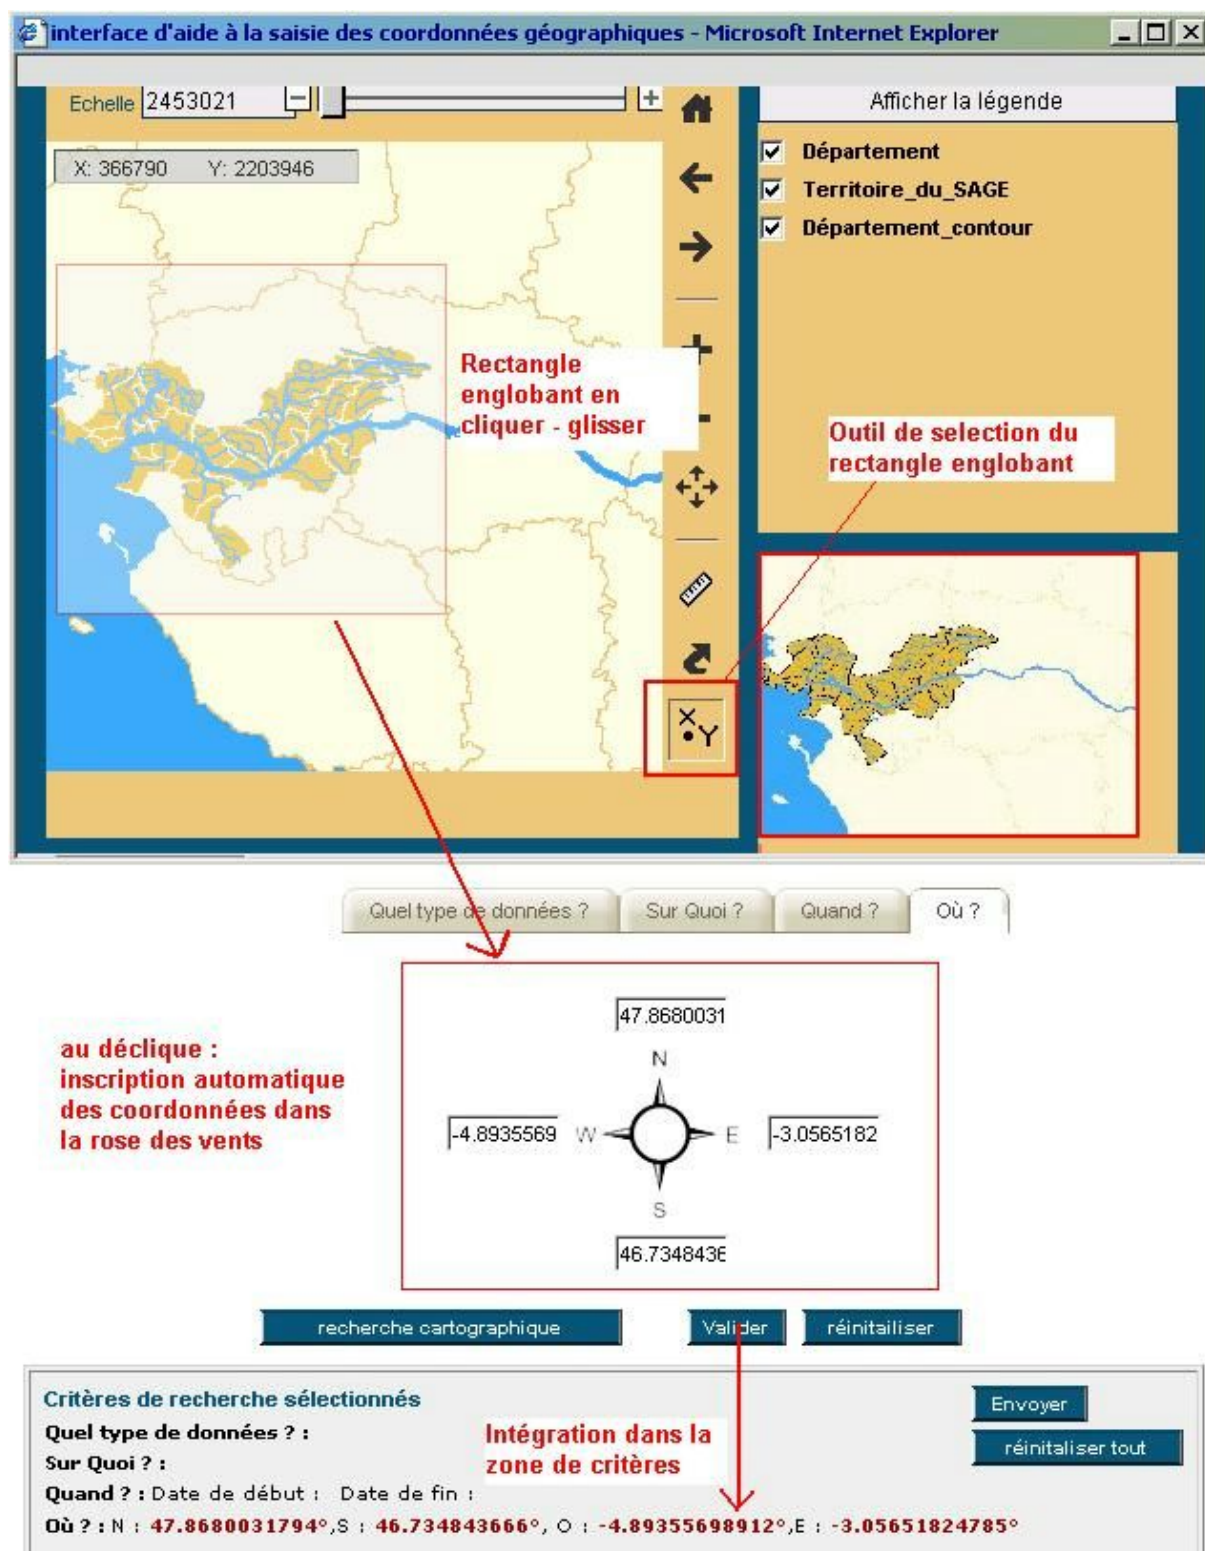 interface d'aide à la saisie des coordonnées géographiques - Microsoft Internet Explorer
Echelle 2453021
Afficher la légende
X: 366790 Y: 2203946
Département
Territoire_du_SAGE
Département_contour
Rectangle
englobant en
cliquer - glisser
Outil de selection du
rectangle englobant
X
Y
Quel type de données ? Sur Quoi ? Quand ? Où ?
47.8680031
N
au déclique :
inscription automatique
des coordonnées dans
la rose des vents
-4.8935569 W E -3.0565182
S
46.7348436
recherche cartographique Valider réinitailiser
Critères de recherche sélectionnés
Envoyer
Quel type de données ? :
Intégration dans la
zone de critères
réinitaliser tout
Sur Quoi ? :
Quand ? : Date de début : Date de fin :
Où ? : N : 47.8680031794°,S : 46.734843666°, O : -4.89355698912°,E : -3.05651824785°